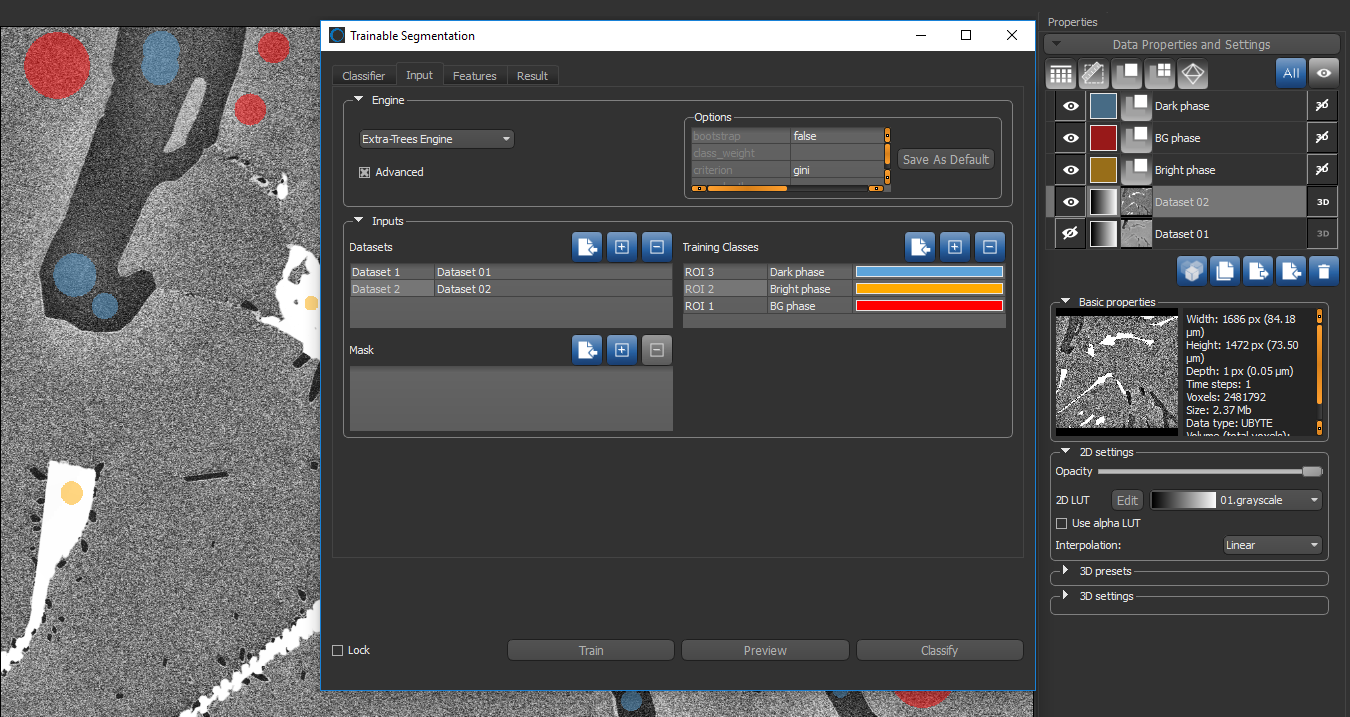 Trainable Segmentation
Classifier Input Features Result
Engine
Extra-Trees Engine
Advanced
Options
bootstrap false
class_weight
criterion gini
Save As Default
Inputs
Datasets
Dataset 1 Dataset 01
Dataset 2 Dataset 02
Training Classes
ROI 3 Dark phase
ROI 2 Bright phase
ROI 1 BG phase
Mask
Lock
Train Preview Classify
Properties
Data Properties and Settings
All
Dark phase
BG phase
Bright phase
Dataset 02 3D
Dataset 01 3D
Basic properties
Width: 1686 px (84.18
µm)
Height: 1472 px (73.50
µm)
Depth: 1 px (0.05 µm)
Time steps: 1
Voxels: 2481792
Size: 2.37 Mb
Data type: UBYTE
Volume (total voxels):
2D settings
Opacity
2D LUT Edit 01.grayscale
Use alpha LUT
Interpolation: Linear
3D presets
3D settings